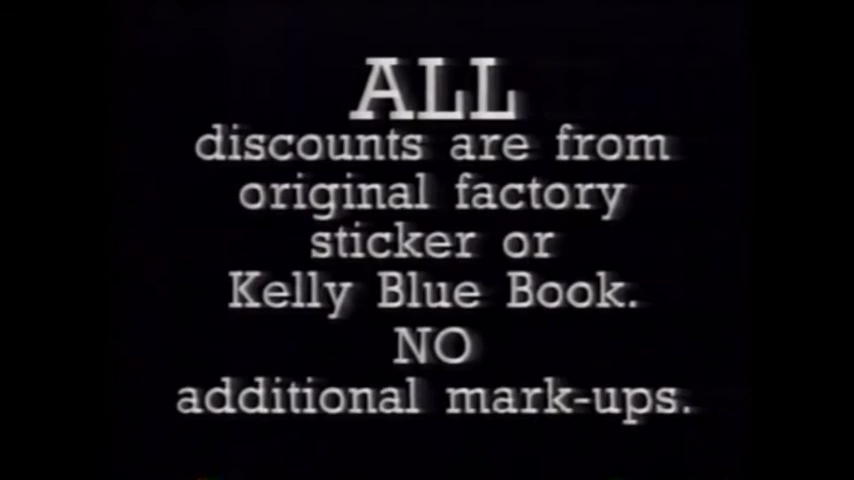 ALL
discounts are from
original factory
sticker or
Kelly Blue Book.
NO
additional mark-ups.